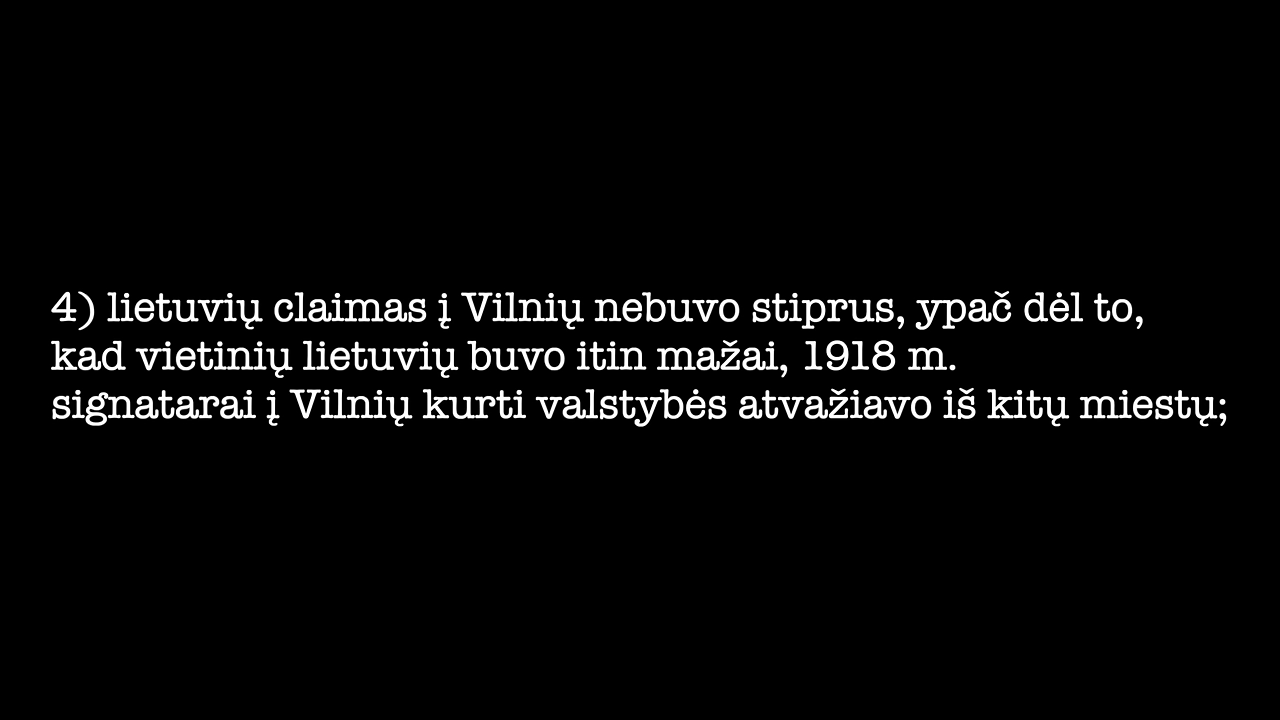 4) lietuvių claimas į Vilnių nebuvo stiprus, ypač dėl to,
kad vietinių lietuvių buvo itin mažai, 1918 m.
signatarai į Vilnių kurti valstybės atvažiavo iš kitų miestų;